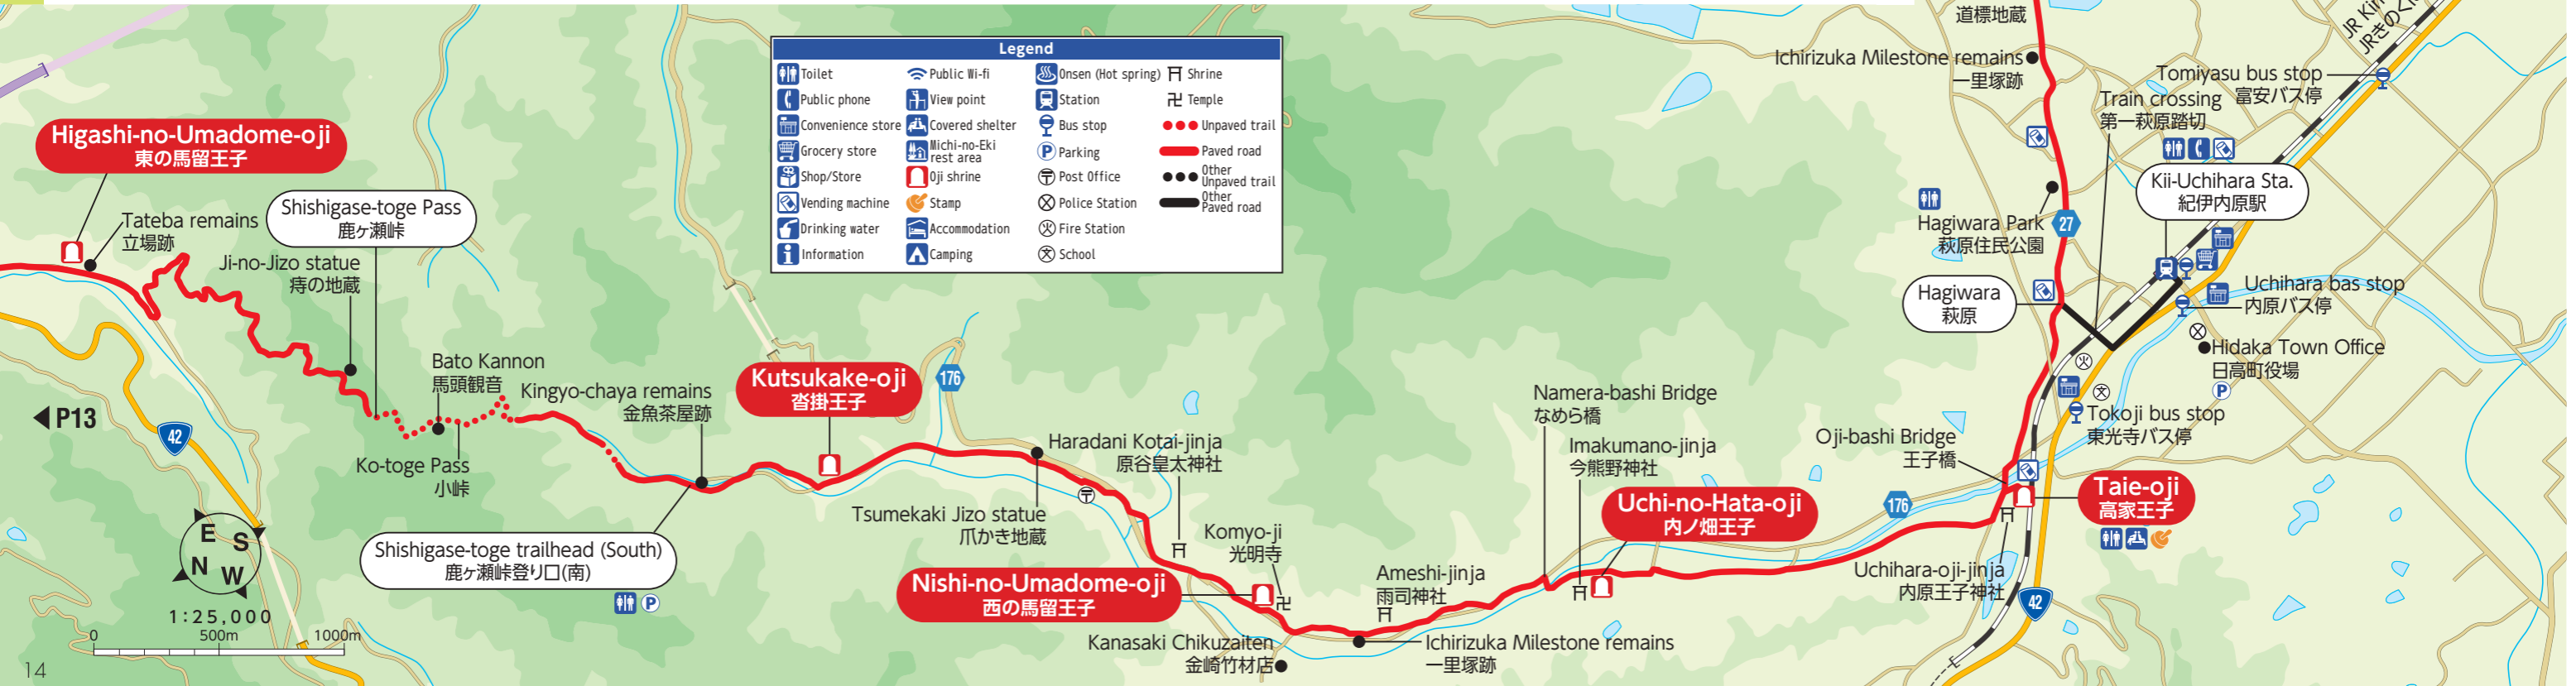 Higashi-no-Umadome-oji
東の馬留王子
Tateba remains
立場跡
Shishigase-toge Pass
鹿ヶ瀬峠
Ji-no-Jizo statue
痔の地蔵
Bato Kannon
馬頭観音
Ko-toge Pass
小峠
Kingyo-chaya remains
金魚茶屋跡
◀P13
42
E
S
N
W
1:25,000
0
500m
1000m
14
Shishigase-toge trailhead (South)
鹿ヶ瀬峠登り口(南)
P
Legend
Toilet
Public phone
Convenience store
Grocery store
Shop/Store
Vending machine
Drinking water
Information
Public Wi-fi
View point
Covered shelter
Michi-no-Eki
rest area
Oji shrine
Stamp
Accommodation
Camping
Onsen (Hot spring)
Station
Bus stop
Parking
Post Office
Police Station
Fire Station
School
Shrine
Temple
Unpaved trail
Paved road
Other
Unpaved trail
Other
Paved road
Kutsukake-oji
沓掛王子
176
Haradani Kotai-jinja
原谷皇太神社
Tsumekaki Jizo statue
爪かき地蔵
Komyo-ji
光明寺
Nishi-no-Umadome-oji
西の馬留王子
Kanasaki Chikuzaiten
金崎竹材店
Ameshi-jinja
雨司神社
Ichirizuka Milestone remains
一里塚跡
Namera-bashi Bridge
なめら橋
Imakumano-jinja
今熊野神社
Uchi-no-Hata-oji
内ノ畑王子
Oji-bashi Bridge
王子橋
176
Taie-oji
高家王子
Uchihara-oji-jinja
内原王子神社
42
道標地蔵
Ichirizuka Milestone remains
一里塚跡
Tomiyasu bus stop
富安バス停
Train crossing
第一萩原踏切
Kii-Uchihara Sta.
紀伊内原駅
Hagiwara Park
萩原住民公園
27
Hagiwara
萩原
Uchihara bas stop
内原バス停
Hidaka Town Office
日高町役場
P
Tokoji bus stop
東光寺バス停
JR Kin
JRきのく